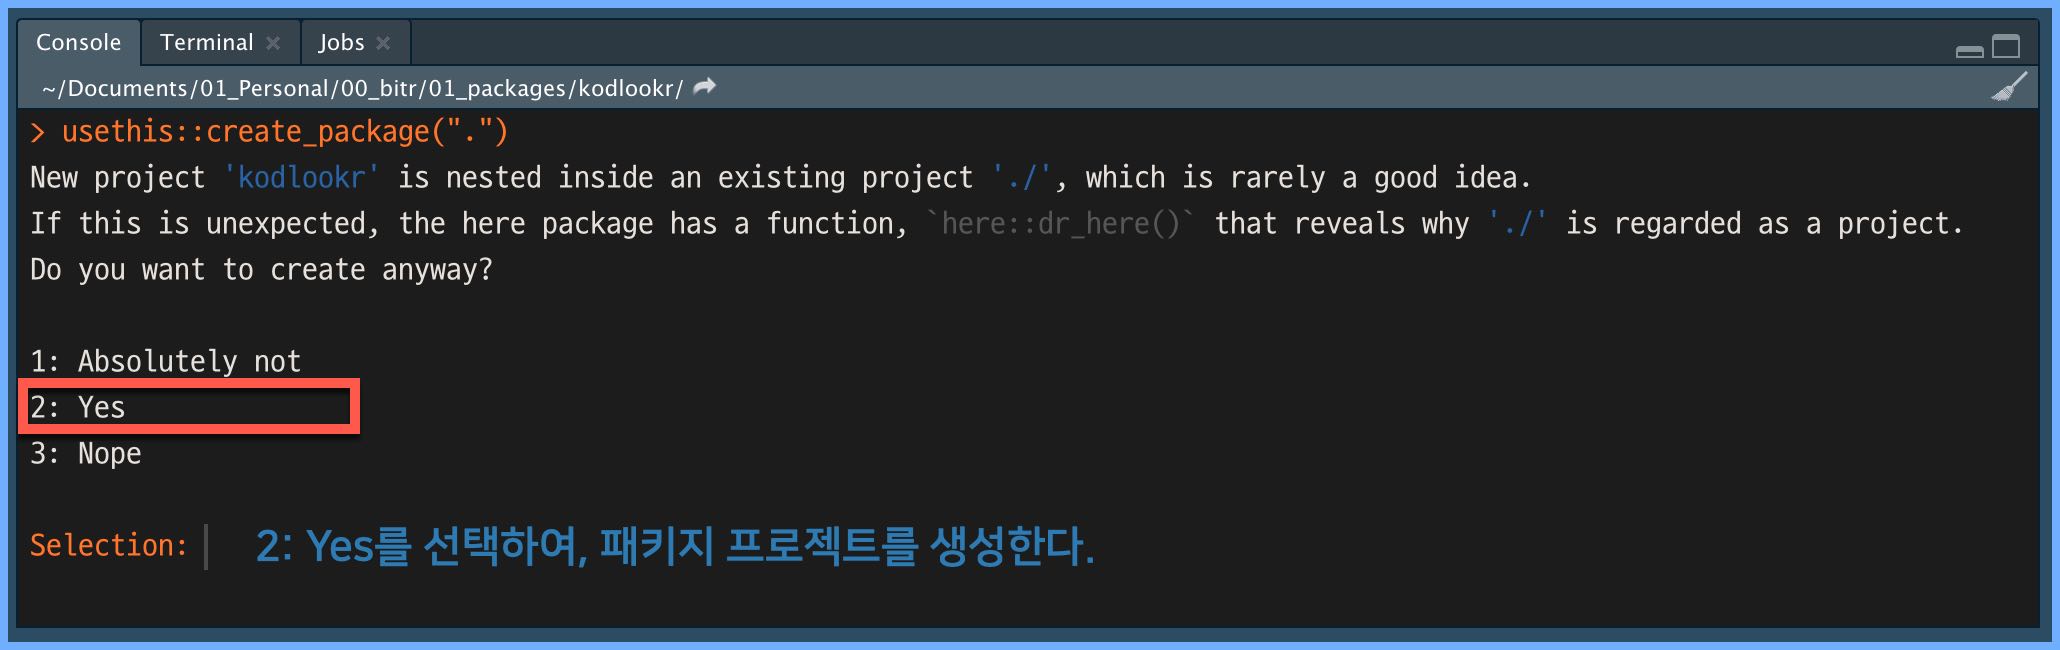 Console Terminal Jobs
~/Documents/01_Personal/00_bitr/01_packages/kodlookr/
> usethis::create_package(".")
New project 'kodlookr' is nested inside an existing project './', which is rarely a good idea.
If this is unexpected, the here package has a function, `here::dr_here()` that reveals why './' is regarded as a project.
Do you want to create anyway?
1: Absolutely not
2: Yes
3: Nope
Selection: 2: Yes를 선택하여, 패키지 프로젝트를 생성한다.